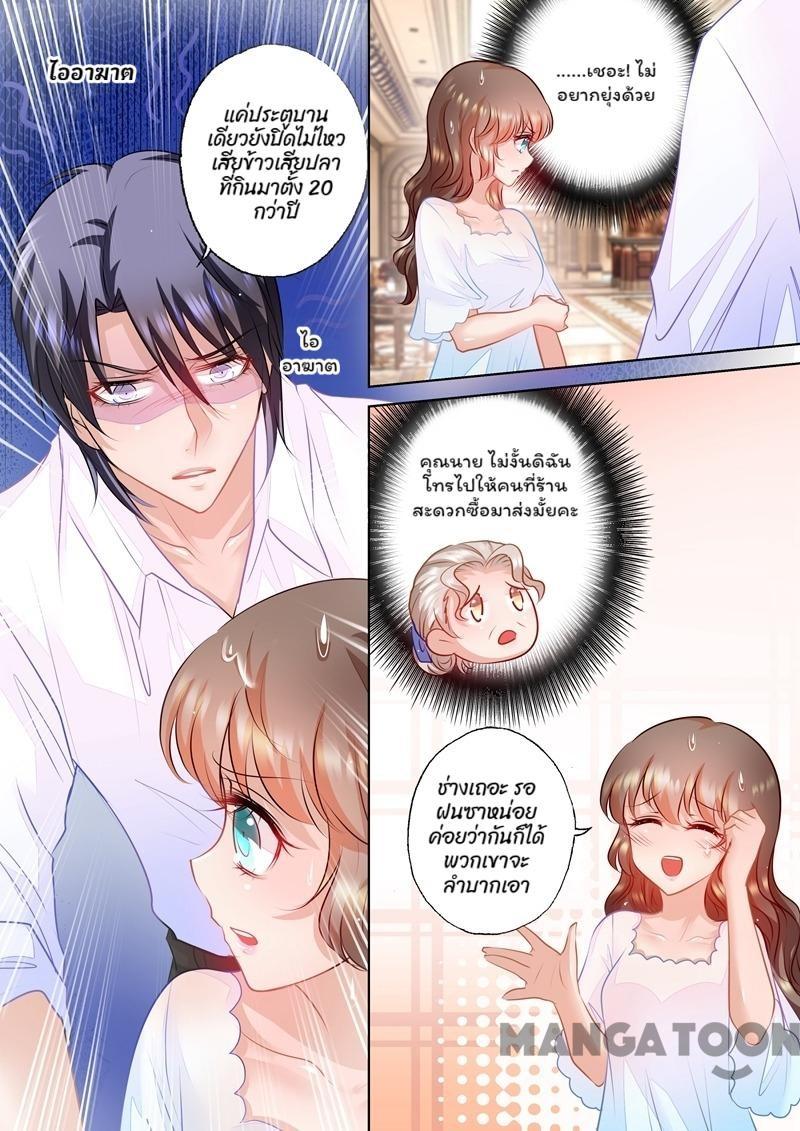 ไออาฆาต
แค่ประตูบาน
เดียวยังปิดไม่ไหว
เสียข้าวเสียปลา
ที่กินมาตั้ง 20
กว่าปี
ไอ
อาฆาต
......เชอะ! ไม่
อยากยุ่งด้วย
คุณนาย ไม่งั้นดิฉัน
โทรไปให้คนที่ร้าน
สะดวกซื้อมาส่งมั้ยคะ
ช่างเถอะ รอ
ฝนซาหน่อย
ค่อยว่ากันก็ได้
พวกเขาจะ
ลำบากเอา
MANGATOON